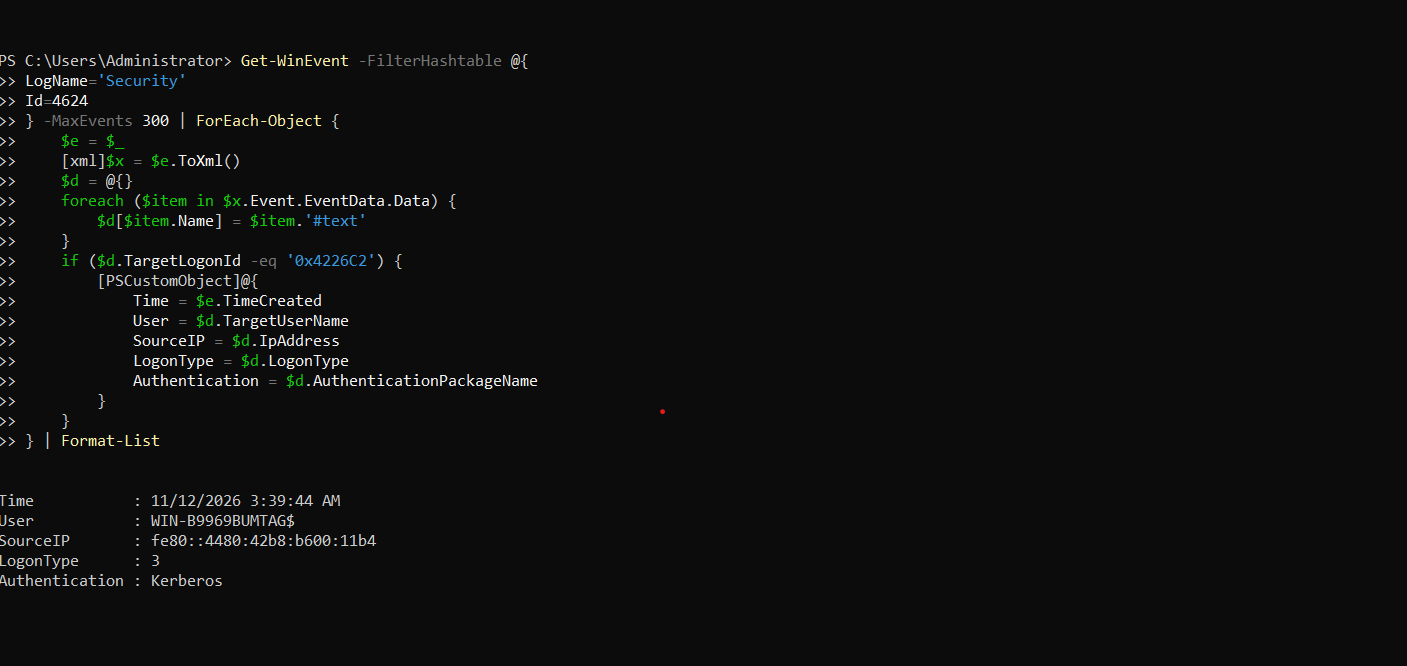 PS C:\Users\Administrator> Get-WinEvent -FilterHashtable @{
>> LogName='Security'
>> Id=4624
>> } -MaxEvents 300 | ForEach-Object {
>>     $e = $_
>>     [xml]$x = $e.ToXml()
>>     $d = @{}
>>     foreach ($item in $x.Event.EventData.Data) {
>>         $d[$item.Name] = $item.'#text'
>>     }
>>     if ($d.TargetLogonId -eq '0x4226C2') {
>>         [PSCustomObject]@{
>>             Time = $e.TimeCreated
>>             User = $d.TargetUserName
>>             SourceIP = $d.IpAddress
>>             LogonType = $d.LogonType
>>             Authentication = $d.AuthenticationPackageName
>>         }
>>     }
>> } | Format-List
Time           : 11/12/2026 3:39:44 AM
User           : WIN-B9969BUMTAG$
SourceIP       : fe80::4480:42b8:b600:11b4
LogonType      : 3
Authentication : Kerberos